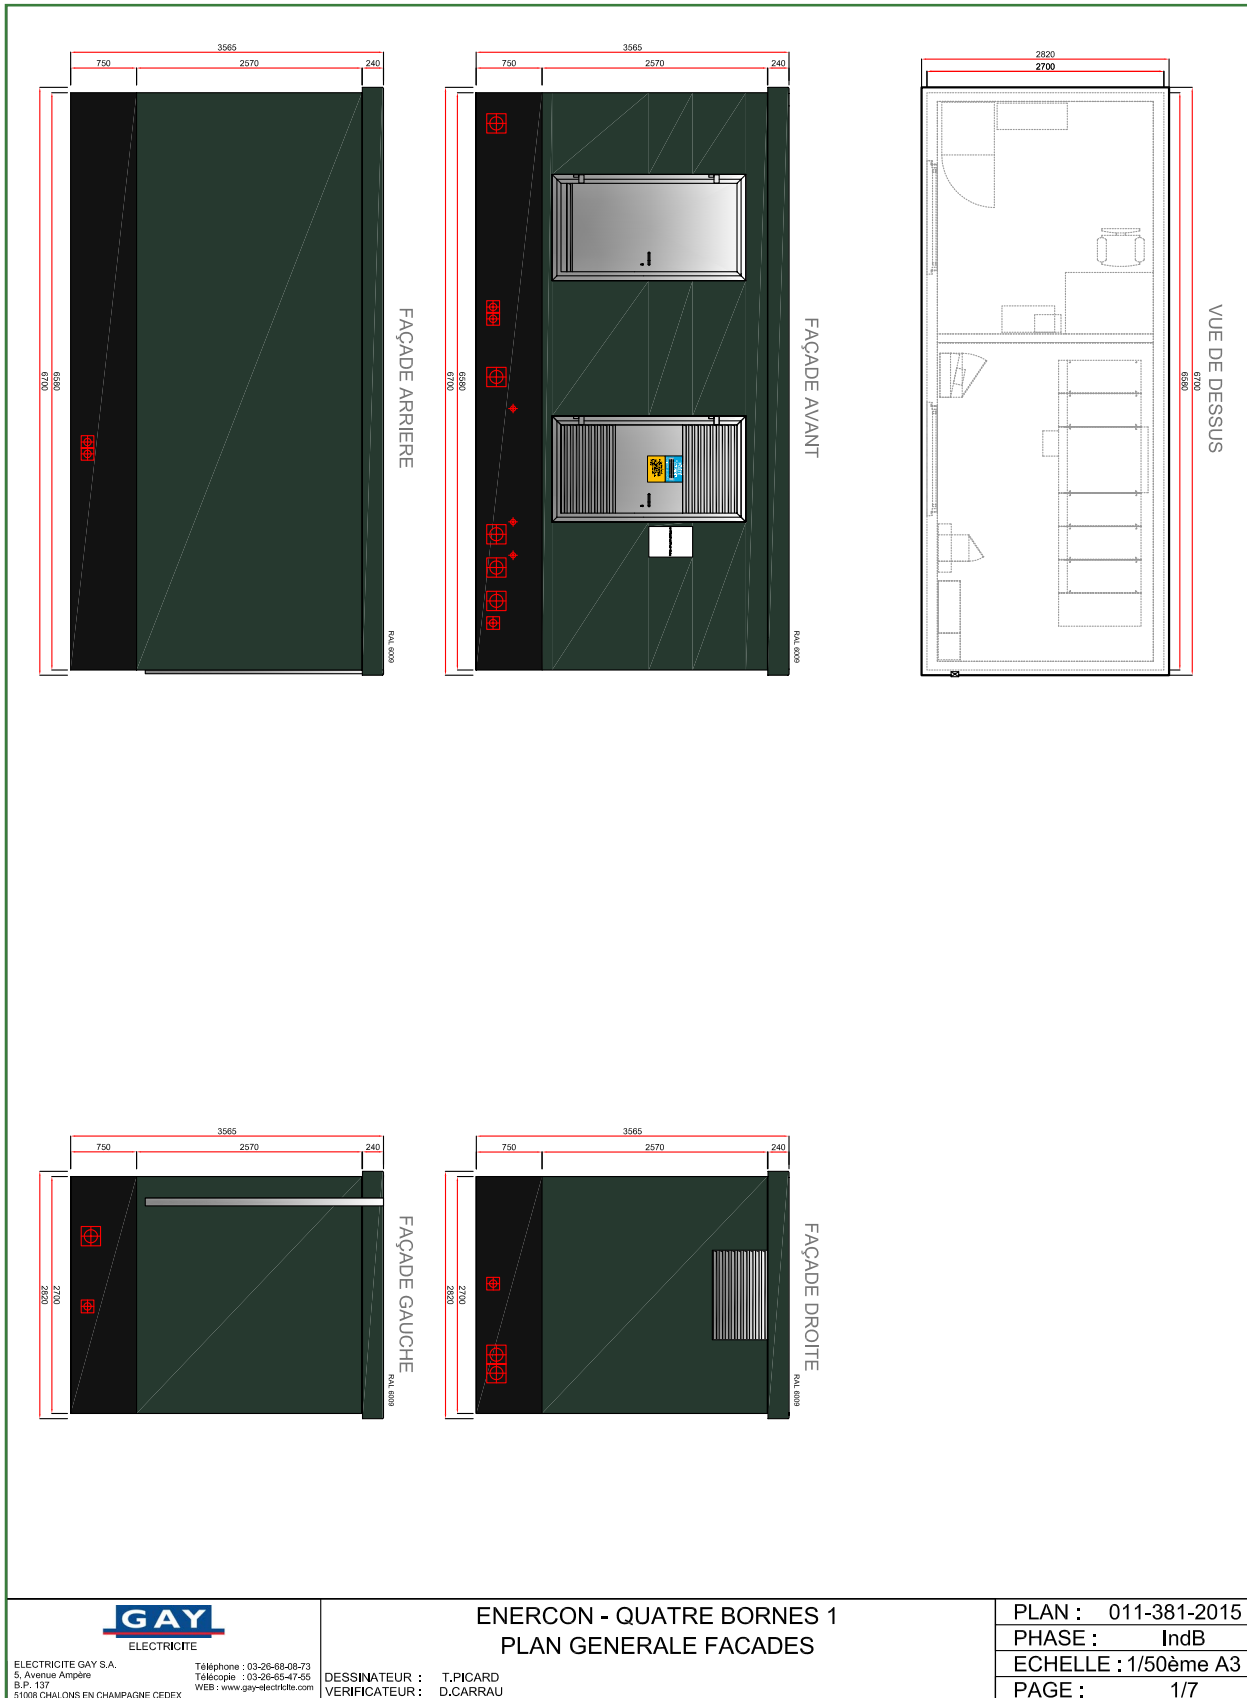 3565
750 2570 240
6580
6700
FAÇADE ARRIERE
RAL 6009
3565
750 2570 240
6580
6700
FAÇADE AVANT
RAL 6009
2820
2700
6700
6580
VUE DE DESSUS
3565
750 2570 240
2700
2820
FAÇADE GAUCHE
RAL 6009
3565
750 2570 240
2700
2820
FAÇADE DROITE
RAL 6009
GAY
ELECTRICITE
ELECTRICITE GAY S.A.
5, Avenue Ampère
B.P. 137
51008 CHALONS EN CHAMPAGNE CEDEX
Téléphone : 03-26-68-08-73
Télécopie : 03-26-65-47-55
WEB : www.gay-electricite.com
ENERCON - QUATRE BORNES 1
PLAN GENERALE FACADES
DESSINATEUR : T.PICARD
VERIFICATEUR : D.CARRAU
PLAN : 011-381-2015
PHASE : IndB
ECHELLE : 1/50ème A3
PAGE : 1/7